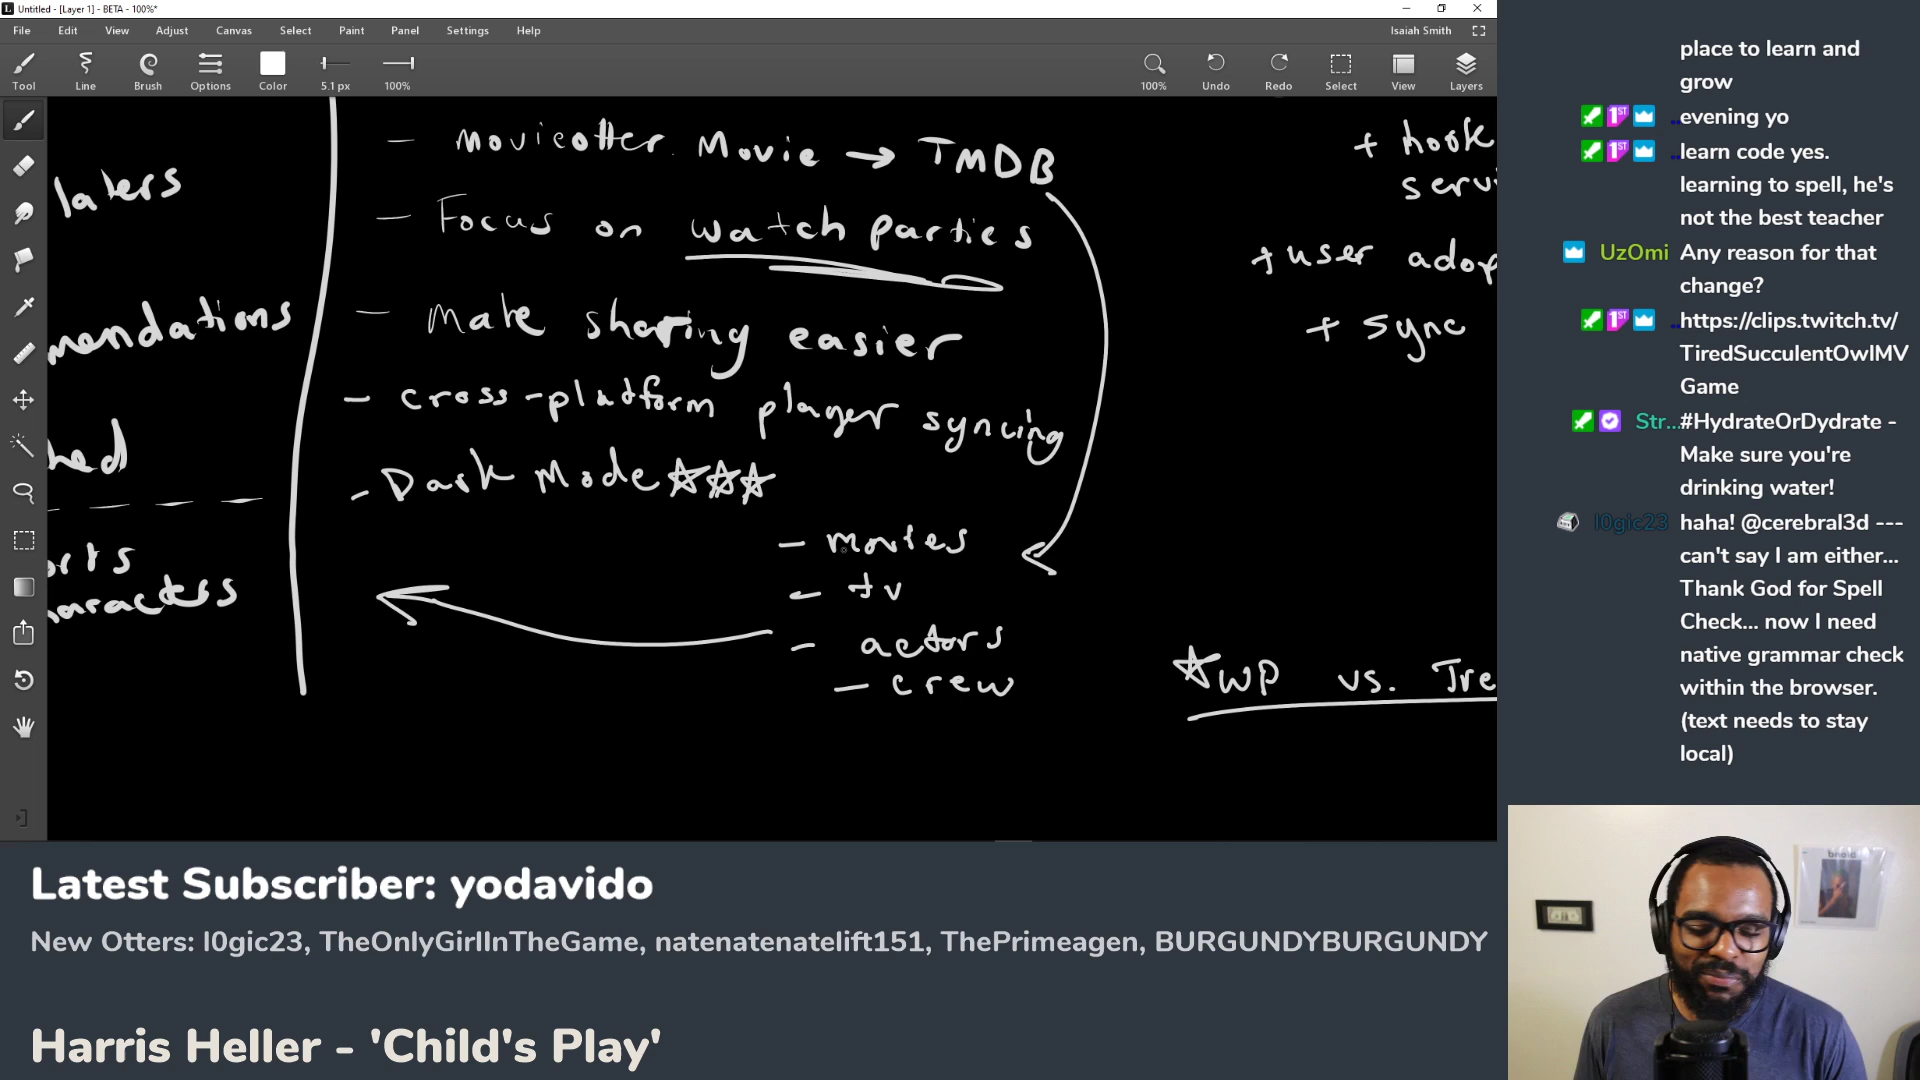 Untitled - [Layer 1] - BETA - 100%*
File Edit View Adjust Canvas Select Paint Panel Settings Help
Isaiah Smith
Tool Line Brush Options Color 5.1 px 100%
100% Undo Redo Select View Layers
laters
mendations
hed
orts
haracters
- Movieotter. Movie → TMDB
- Focus on watch parties
- Make sharing easier
- cross-platform player syncing
- Dark Mode ☆☆☆
- movies
- tv
- actors
- crew
+ hook
servi
+ user adop
+ sync
☆ WP vs. Tre
place to learn and
grow
evening yo
learn code yes.
learning to spell, he's
not the best teacher
UzOmi Any reason for that
change?
https://clips.twitch.tv/
TiredSucculentOwlMV
Game
Str... #HydrateOrDydrate -
Make sure you're
drinking water!
l0gic23 haha! @cerebral3d ---
can't say I am either...
Thank God for Spell
Check... now I need
native grammar check
within the browser.
(text needs to stay
local)
Latest Subscriber: yodavido
New Otters: l0gic23, TheOnlyGirlInTheGame, natenatenatelift151, ThePrimeagen, BURGUNDYBURGUNDY
Harris Heller - 'Child's Play'